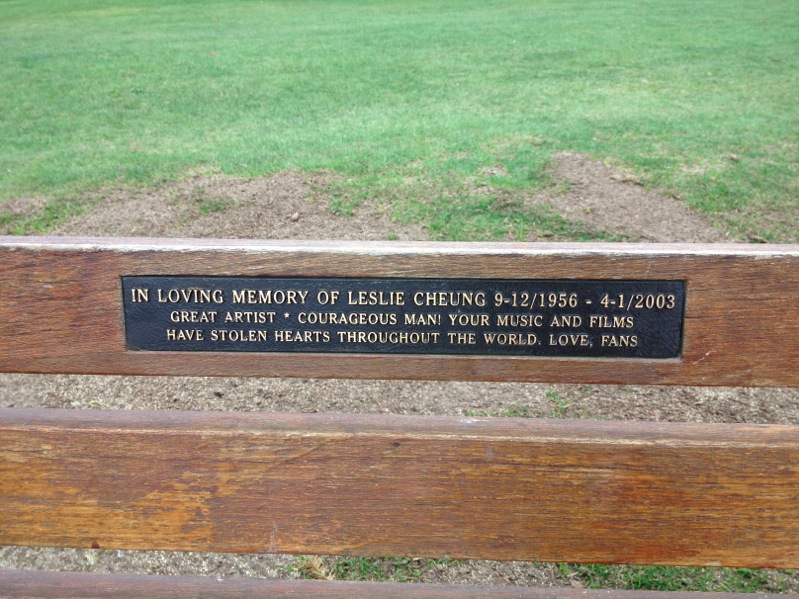 IN LOVING MEMORY OF LESLIE CHEUNG 9-12/1956 - 4-1/2003
GREAT ARTIST * COURAGEOUS MAN! YOUR MUSIC AND FILMS
HAVE STOLEN HEARTS THROUGHOUT THE WORLD. LOVE, FANS